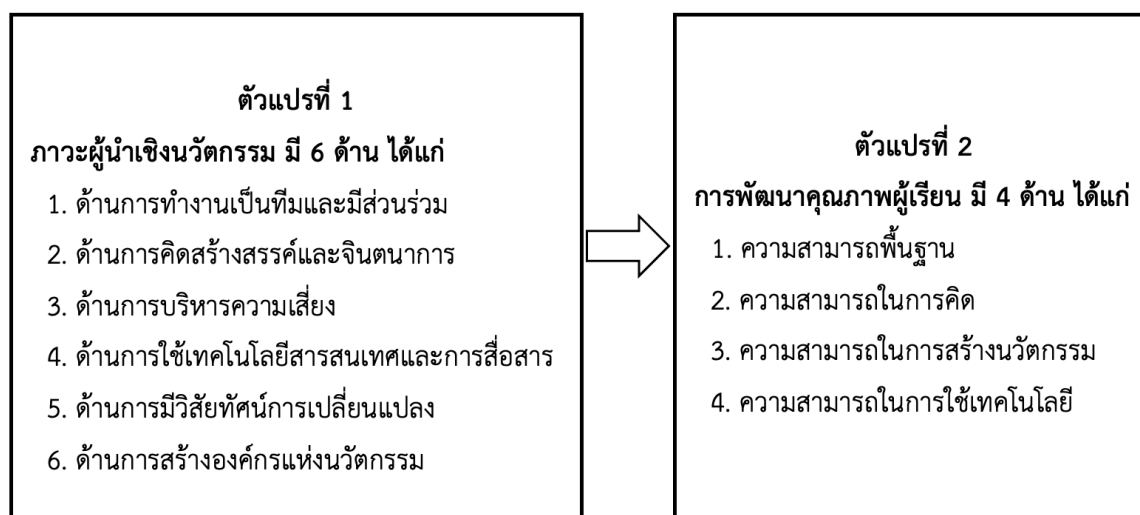 ตัวแปรที่ 1
ภาวะผู้นำเชิงนวัตกรรม มี 6 ด้าน ได้แก่
1. ด้านการทำงานเป็นทีมและมีส่วนร่วม
2. ด้านการคิดสร้างสรรค์และจินตนาการ
3. ด้านการบริหารความเสี่ยง
4. ด้านการใช้เทคโนโลยีสารสนเทศและการสื่อสาร
5. ด้านการมีวิสัยทัศน์การเปลี่ยนแปลง
6. ด้านการสร้างองค์กรแห่งนวัตกรรม
ตัวแปรที่ 2
การพัฒนาคุณภาพผู้เรียน มี 4 ด้าน ได้แก่
1. ความสามารถพื้นฐาน
2. ความสามารถในการคิด
3. ความสามารถในการสร้างนวัตกรรม
4. ความสามารถในการใช้เทคโนโลยี